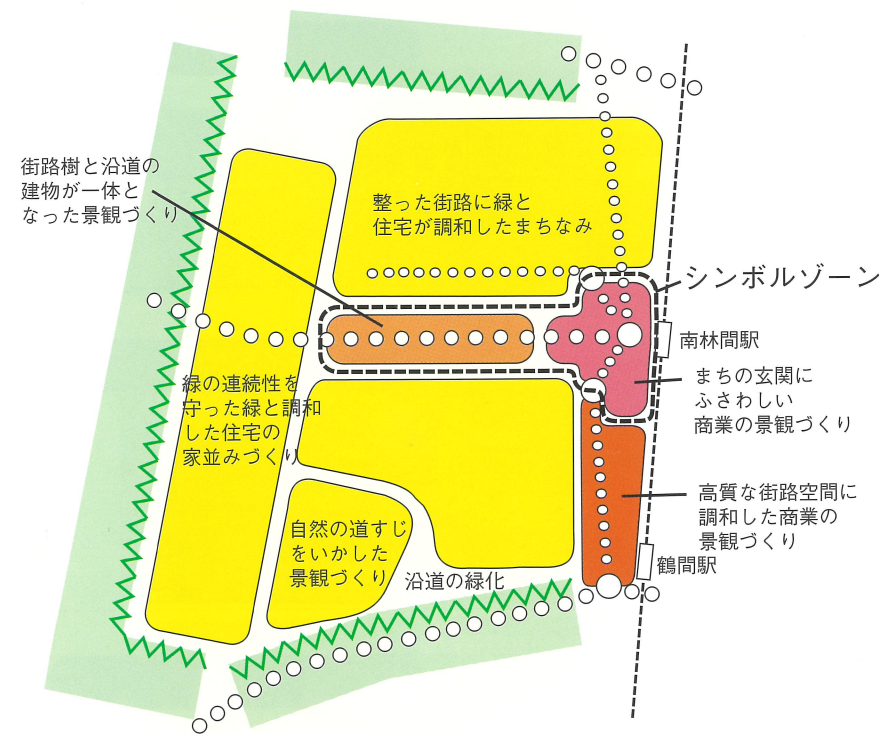 街路樹と沿道の
建物が一体と
なった景観づくり
整った街路に緑と
住宅が調和したまちなみ
シンボルゾーン
南林間駅
まちの玄関に
ふさわしい
商業の景観づくり
緑の連続性を
守った緑と調和
した住宅の
家並みづくり
高質な街路空間に
調和した商業の
景観づくり
自然の道すじ
をいかした
景観づくり
沿道の緑化
鶴間駅